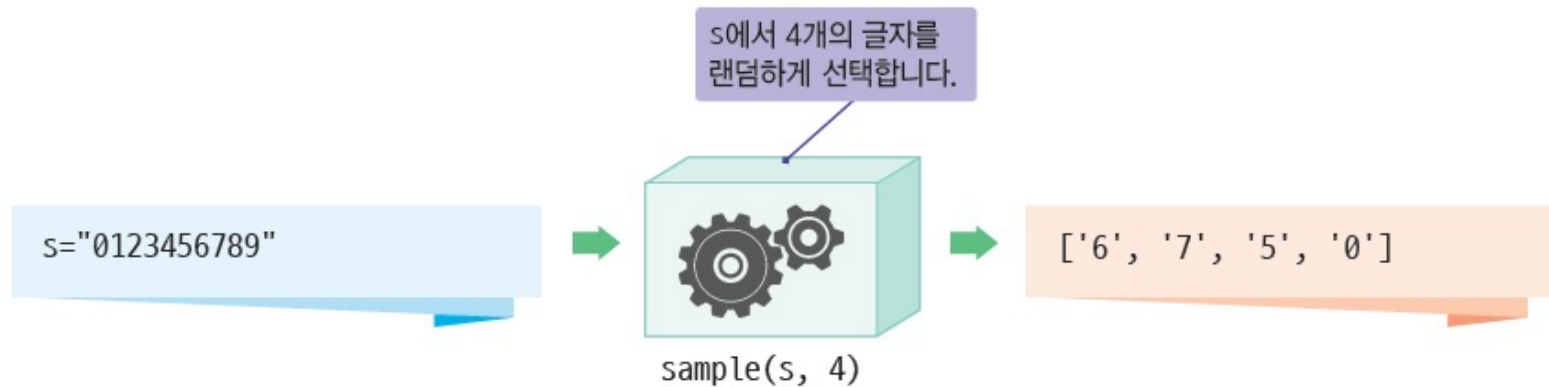 s에서 4개의 글자를
랜덤하게 선택합니다.
s="0123456789"
['6', '7', '5', '0']
sample(s, 4)